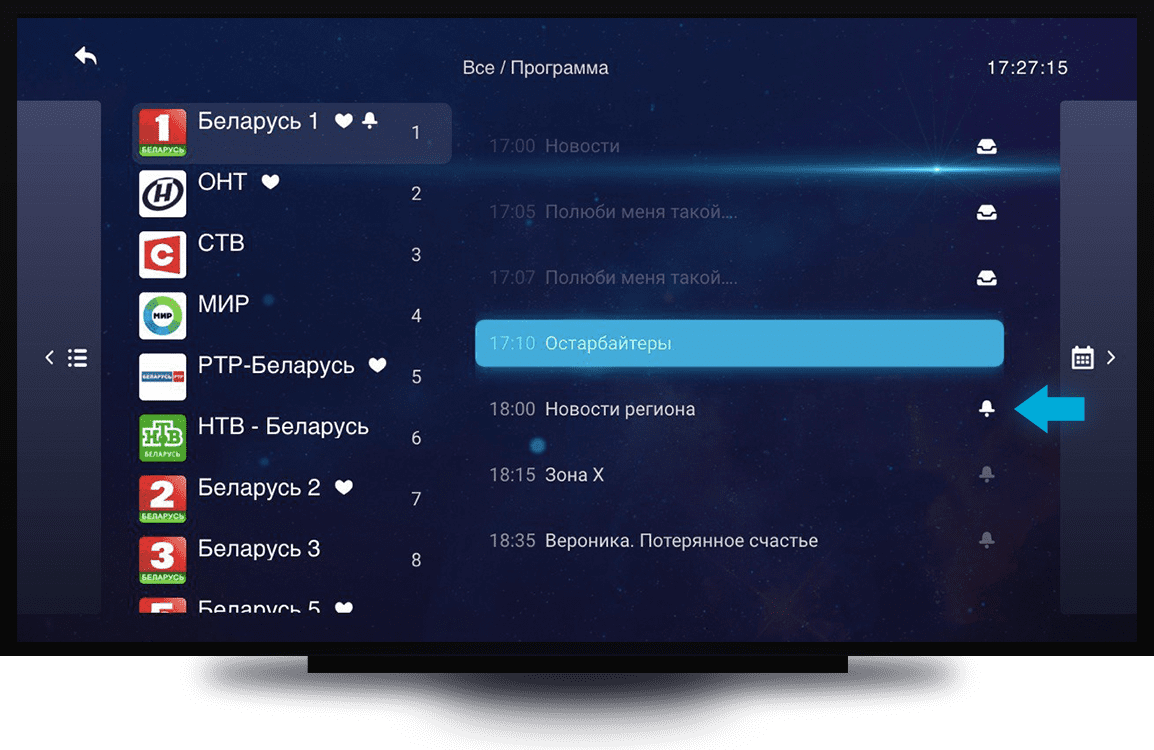 Все / Программа
17:27:15
1
БЕЛАРУСЬ
Беларусь 1
1
ОНТ
2
С
СТВ
3
МИР
МИР
4
БЕЛАРУСЬ РТР
РТР-Беларусь
5
НТВ
БЕЛАРУСЬ
НТВ - Беларусь
6
2
БЕЛАРУСЬ
Беларусь 2
7
3
БЕЛАРУСЬ
Беларусь 3
8
5
Беларусь 5
17:00 Новости
17:05 Полюби меня такой....
17:07 Полюби меня такой....
17:10 Остарбайтеры
18:00 Новости региона
18:15 Зона Х
18:35 Вероника. Потерянное счастье